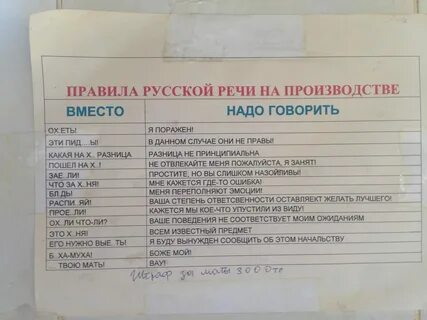 ПРАВИЛА РУССКОЙ РЕЧИ НА ПРОИЗВОДСТВЕ
ВМЕСТО НАДО ГОВОРИТЬ
ОХ.ЕТЬ! Я ПОРАЖЕН!
ЭТИ ПИД....Ы! В ДАННОМ СЛУЧАЕ ОНИ НЕ ПРАВЫ!
КАКАЯ НА Х.. РАЗНИЦА РАЗНИЦА НЕ ПРИНЦИПИАЛЬНА
ПОШЕЛ НА Х..! НЕ ОТВЛЕКАЙТЕ МЕНЯ ПОЖАЛУЙСТА, Я ЗАНЯТ!
ЗАЕ..ЛИ! ПРОСТИТЕ, НО ВЫ СЛИШКОМ НАЗОЙЛИВЫ!
ЧТО ЗА Х..НЯ! МНЕ КАЖЕТСЯ ГДЕ-ТО ОШИБКА!
БЛ.ДЫ! МЕНЯ ПЕРЕПОЛНЯЮТ ЭМОЦИИ!
РАСПИ..ЯЙ! ВАША СТЕПЕНЬ ОТВЕТСВЕННОСТИ ОСТАВЛЯЕТ ЖЕЛАТЬ ЛУЧШЕГО!
ПРОЕ..ЛИ! КАЖЕТСЯ МЫ КОЕ-ЧТО УПУСТИЛИ ИЗ ВИДУ!
ОХ..ЛИ ЧТО-ЛИ? ВАШЕ ПОВЕДЕНИЕ НЕ СООТВЕТСТВУЕТ МОИМ ОЖИДАНИЯМ
ЭТО Х..НЯ! ВСЕМ ИЗВЕСТНЫЙ ПРЕДМЕТ
ЕГО НУЖНО ВЫЕ..ТЬ! Я БУДУ ВЫНУЖДЕН СООБЩИТЬ ОБ ЭТОМ НАЧАЛЬСТВУ
Б..ХА-МУХА! БОЖЕ МОЙ!
....ТВОЮ МАТЬ! ВАУ!
Штраф за маты 3000тг